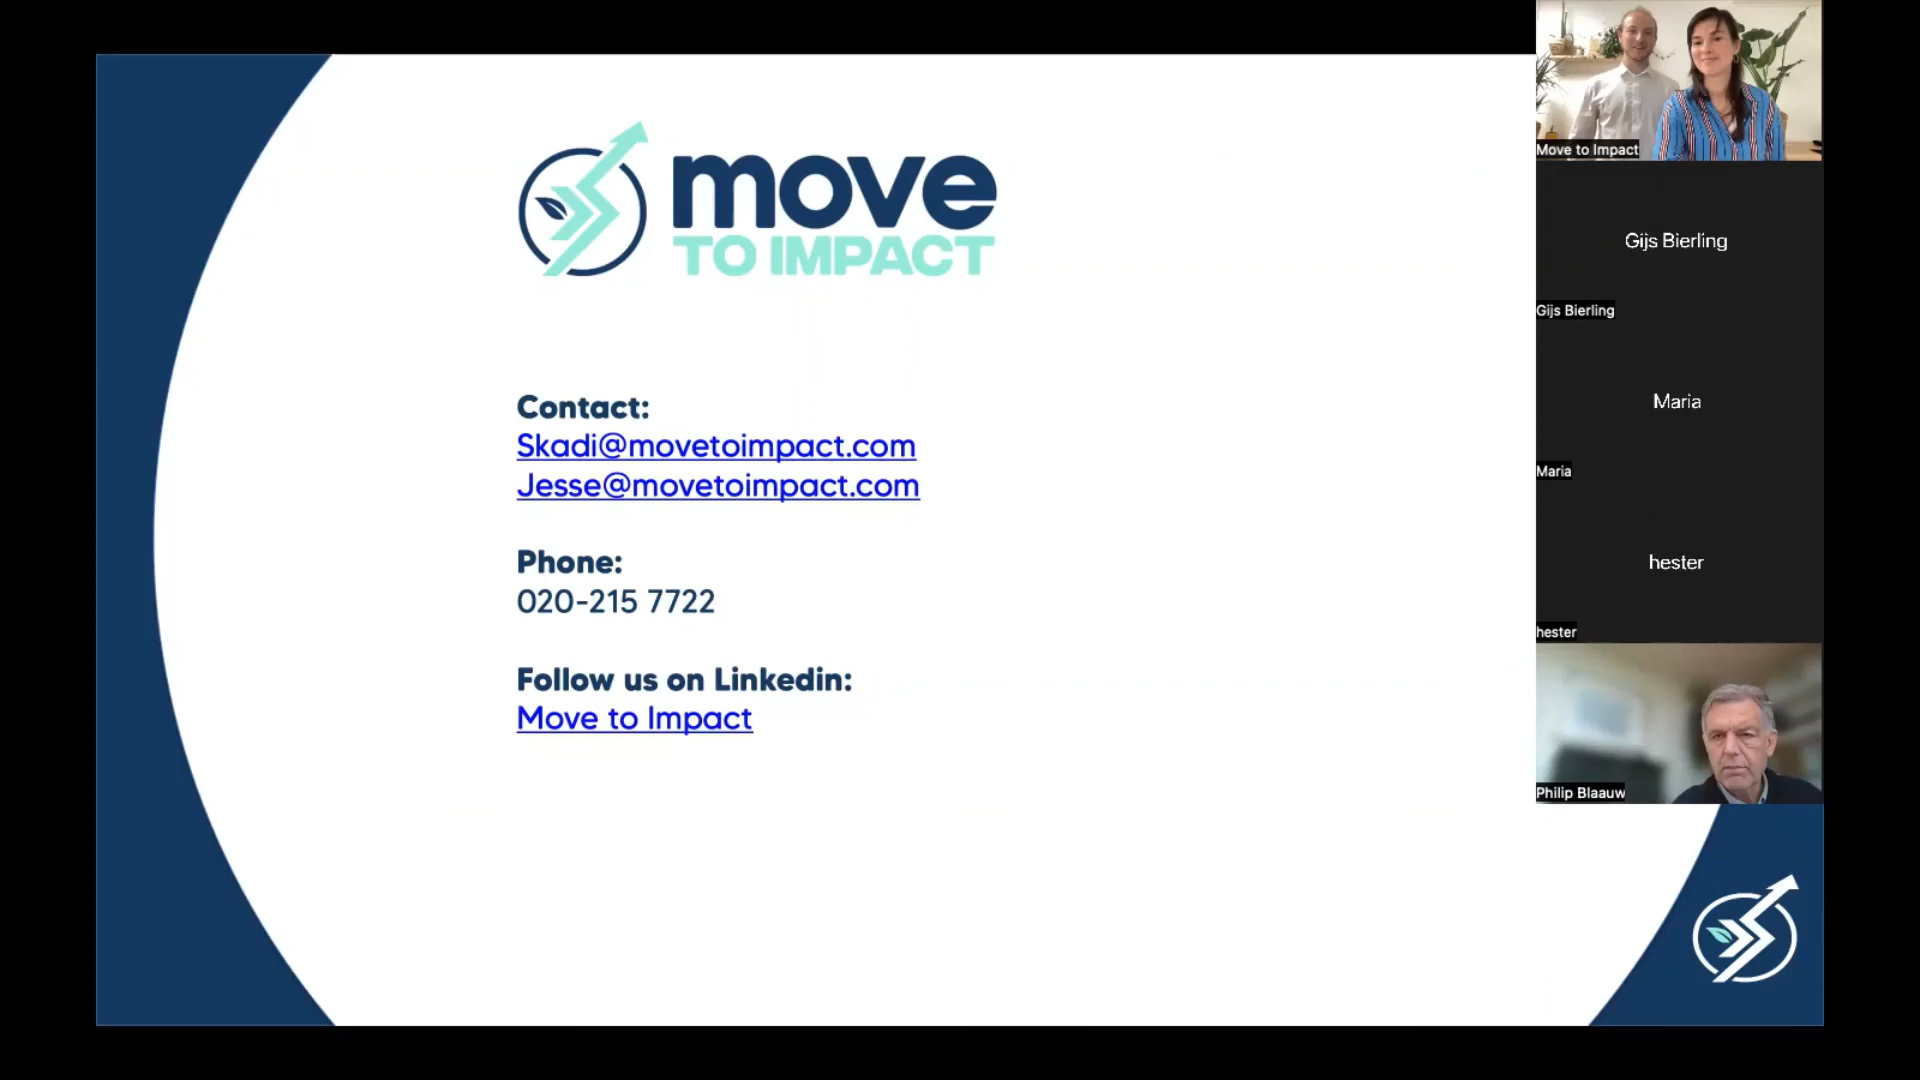 move
TO IMPACT
Contact:
Skadi@movetoimpact.com
Jesse@movetoimpact.com
Phone:
020-215 7722
Follow us on Linkedin:
Move to Impact
Move to Impact
Gijs Bierling
Gijs Bierling
Maria
Maria
hester
hester
Philip Blaauw